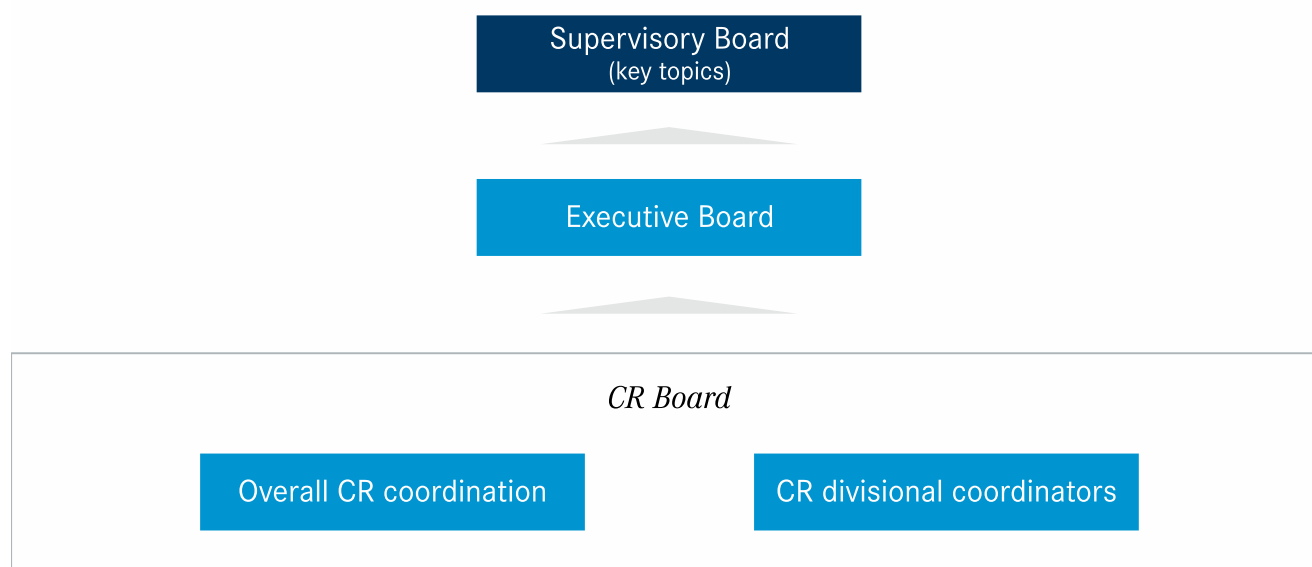 Supervisory Board
(key topics)
Executive Board
CR Board
Overall CR coordination
CR divisional coordinators